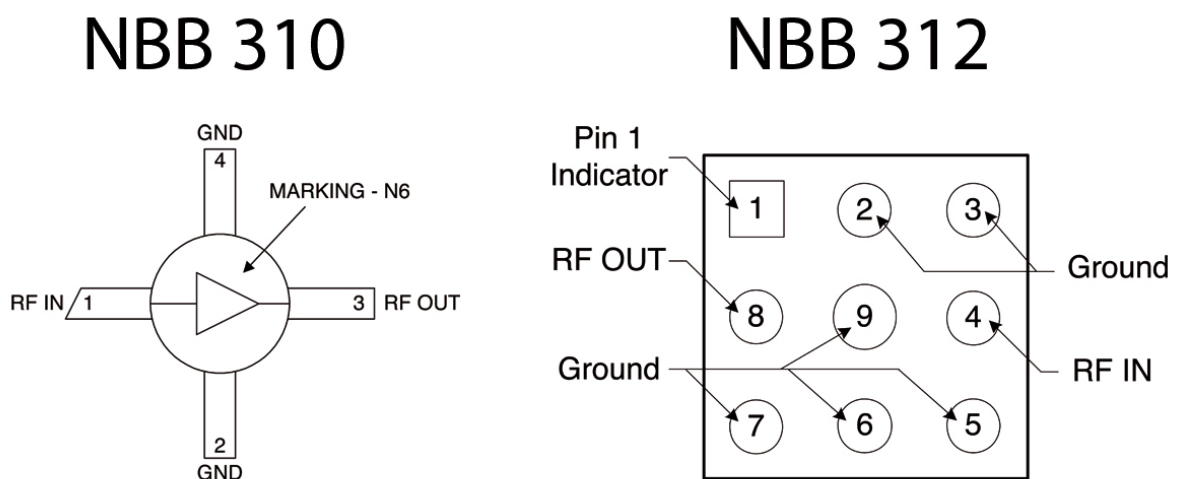 NBB 310
NBB 312
GND
4
MARKING - N6
RF IN 1
3 RF OUT
2
GND
Pin 1
Indicator
1
2
3
RF OUT
Ground
8
9
4
Ground
RF IN
7
6
5